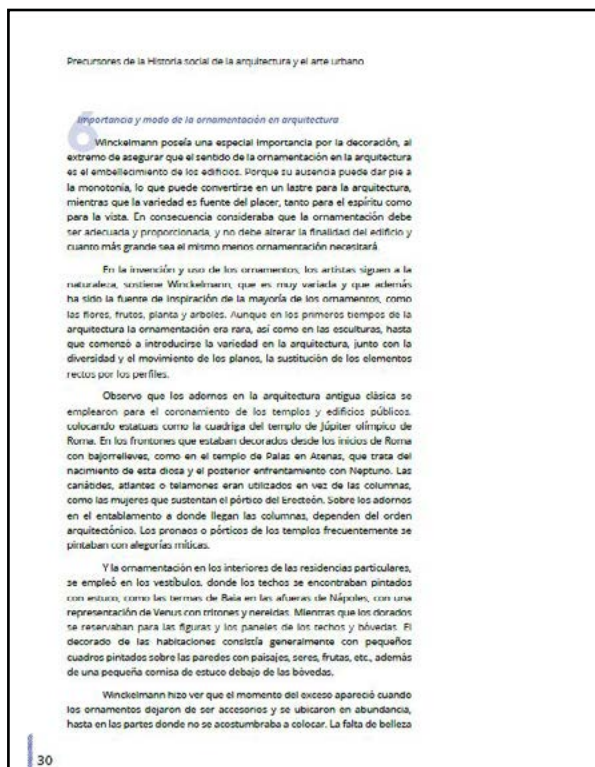 Precursores de la Historia social de la arquitectura y el arte urbano
6
Importancia y modo de la ornamentación en arquitectura
Winckelmann poseía una especial importancia por la decoración, al
extremo de asegurar que el sentido de la ornamentación en la arquitectura
es el embellecimiento de los edificios. Porque su ausencia puede dar pie a
la monotonía, lo que puede convertirse en un lastre para la arquitectura,
mientras que la variedad es fuente del placer, tanto para el espíritu como
para la vista. En consecuencia consideraba que la ornamentación debe
ser adecuada y proporcionada, y no debe alterar la finalidad del edificio y
cuanto más grande sea el mismo menos ornamentación necesitará.
En la invención y uso de los ornamentos, los artistas siguen a la
naturaleza, sostiene Winckelmann, que es muy variada y que además
ha sido la fuente de inspiración de la mayoría de los ornamentos, como
las flores, frutos, planta y arboles. Aunque en los primeros tiempos de la
arquitectura la ornamentación era rara, así como en las esculturas, hasta
que comenzó a introducirse la variedad en la arquitectura, junto con la
diversidad y el movimiento de los planos, la sustitución de los elementos
rectos por los perfiles.
Observo que los adornos en la arquitectura antigua clásica se
emplearon para el coronamiento de los templos y edificios públicos,
colocando estatuas como la cuadriga del templo de Júpiter olímpico de
Roma. En los frontones que estaban decorados desde los inicios de Roma
con bajorrelieves, como en el templo de Palas en Atenas, que trata del
nacimiento de esta diosa y el posterior enfrentamiento con Neptuno. Las
cariátides, atlantes o telamones eran utilizados en vez de las columnas,
como las mujeres que sustentan el pórtico del Erecteón. Sobre los adornos
en el entablamento a donde llegan las columnas, dependen del orden
arquitectónico. Los pronaos o pórticos de los templos frecuentemente se
pintaban con alegorías míticas.
Y la ornamentación en los interiores de las residencias particulares,
se empleó en los vestíbulos, donde los techos se encontraban pintados
con estuco, como las termas de Baia en las afueras de Nápoles, con una
representación de Venus con tritones y nereidas. Mientras que los dorados
se reservaban para las figuras y los paneles de los techos y bóvedas. El
decorado de las habitaciones consistía generalmente con pequeños
cuadros pintados sobre las paredes con paisajes, seres, frutas, etc., además
de una pequeña cornisa de estuco debajo de las bóvedas.
Winckelmann hizo ver que el momento del exceso apareció cuando
los ornamentos dejaron de ser accesorios y se ubicaron en abundancia,
hasta en las partes donde no se acostumbraba a colocar. La falta de belleza
30